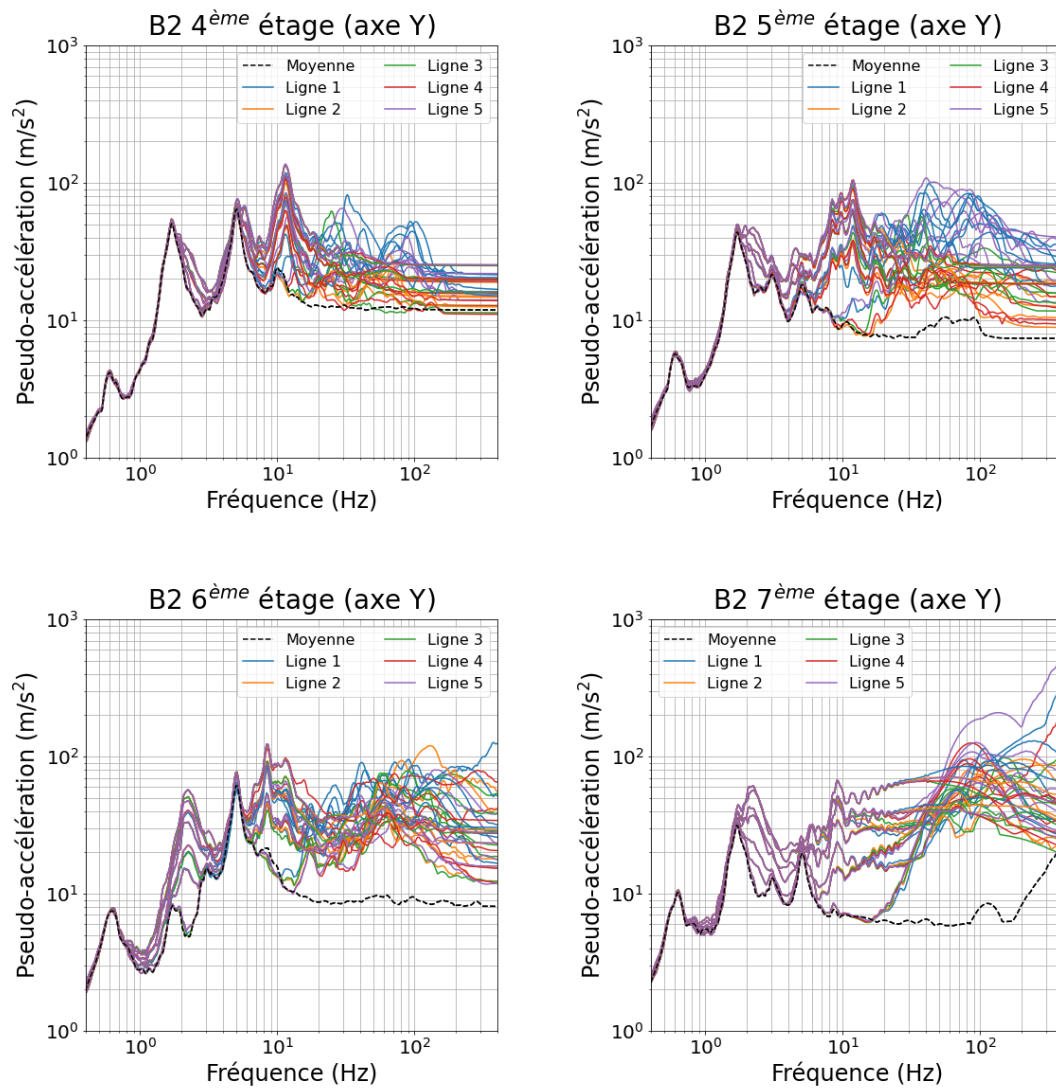 B2 4ème étage (axe Y)
10³
10²
10¹
10⁰
Pseudo-accélération (m/s²)
Moyenne
Ligne 1
Ligne 2
Ligne 3
Ligne 4
Ligne 5
10⁰ 10¹ 10²
Fréquence (Hz)
B2 5ème étage (axe Y)
10³
10²
10¹
10⁰
Pseudo-accélération (m/s²)
Moyenne
Ligne 1
Ligne 2
Ligne 3
Ligne 4
Ligne 5
10⁰ 10¹ 10²
Fréquence (Hz)
B2 6ème étage (axe Y)
10³
10²
10¹
10⁰
Pseudo-accélération (m/s²)
Moyenne
Ligne 1
Ligne 2
Ligne 3
Ligne 4
Ligne 5
10⁰ 10¹ 10²
Fréquence (Hz)
B2 7ème étage (axe Y)
10³
10²
10¹
10⁰
Pseudo-accélération (m/s²)
Moyenne
Ligne 1
Ligne 2
Ligne 3
Ligne 4
Ligne 5
10⁰ 10¹ 10²
Fréquence (Hz)